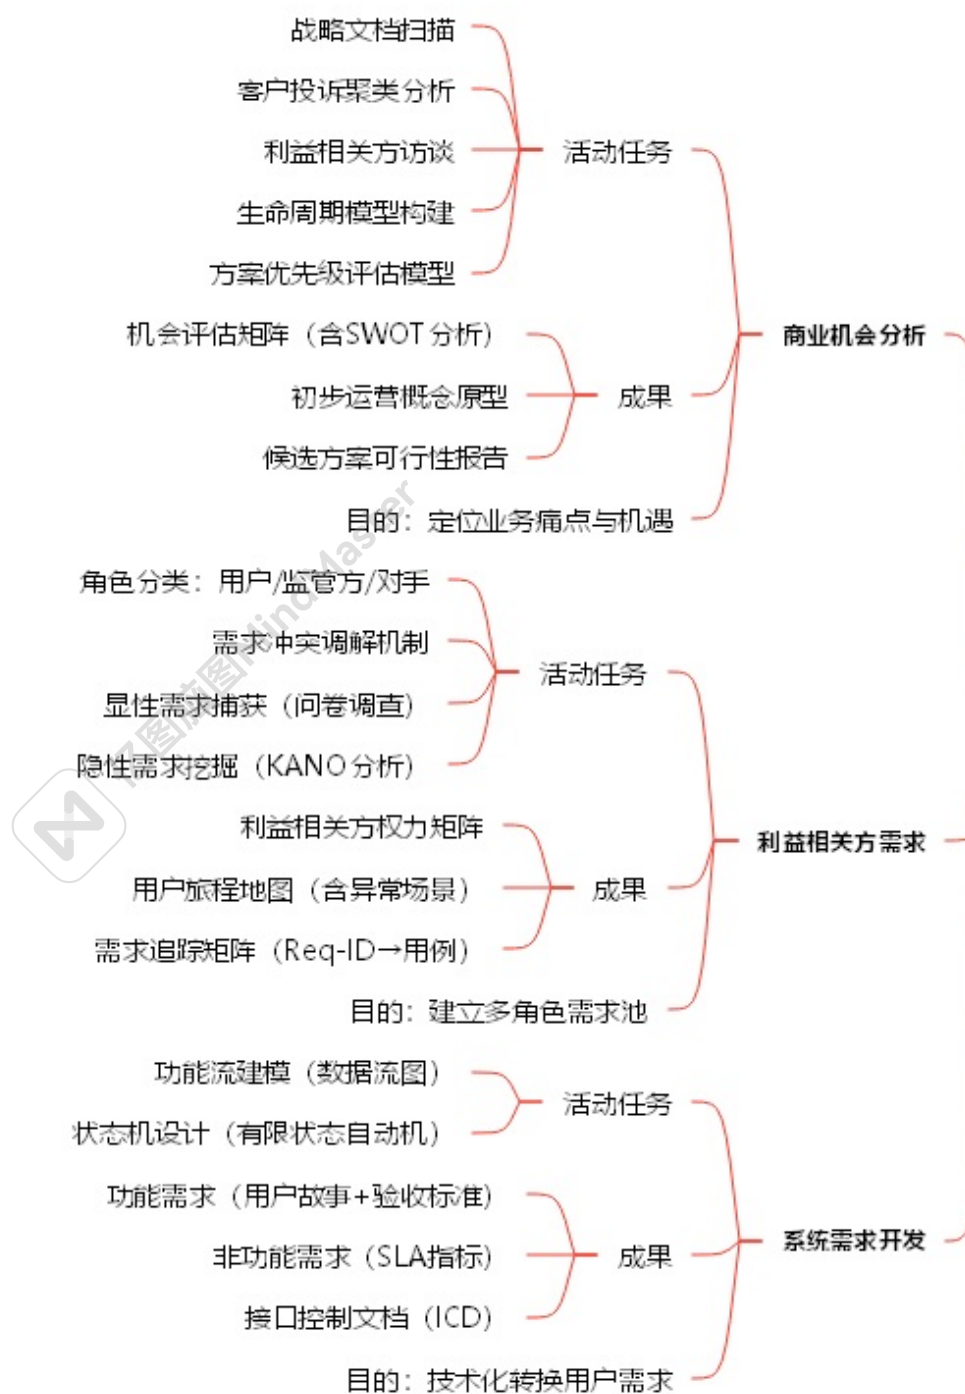 战略文档扫描
客户投诉聚类分析
利益相关方访谈
活动任务
生命周期模型构建
方案优先级评估模型
机会评估矩阵（含SWOT 分析）
商业机会分析
初步运营概念原型
成果
候选方案可行性报告
目的：定位业务痛点与机遇
角色分类：用户/监管方/对手
需求冲突调解机制
活动任务
显性需求捕获（问卷调查）
隐性需求挖掘（KANO 分析）
亿图脑图MindMaster
利益相关方权力矩阵
利益相关方需求
用户旅程地图（含异常场景）
成果
需求追踪矩阵（Req-ID→用例）
目的：建立多角色需求池
功能流建模（数据流图）
活动任务
状态机设计（有限状态自动机）
功能需求（用户故事+验收标准）
系统需求开发
非功能需求（SLA指标）
成果
接口控制文档（ICD）
目的：技术化转换用户需求